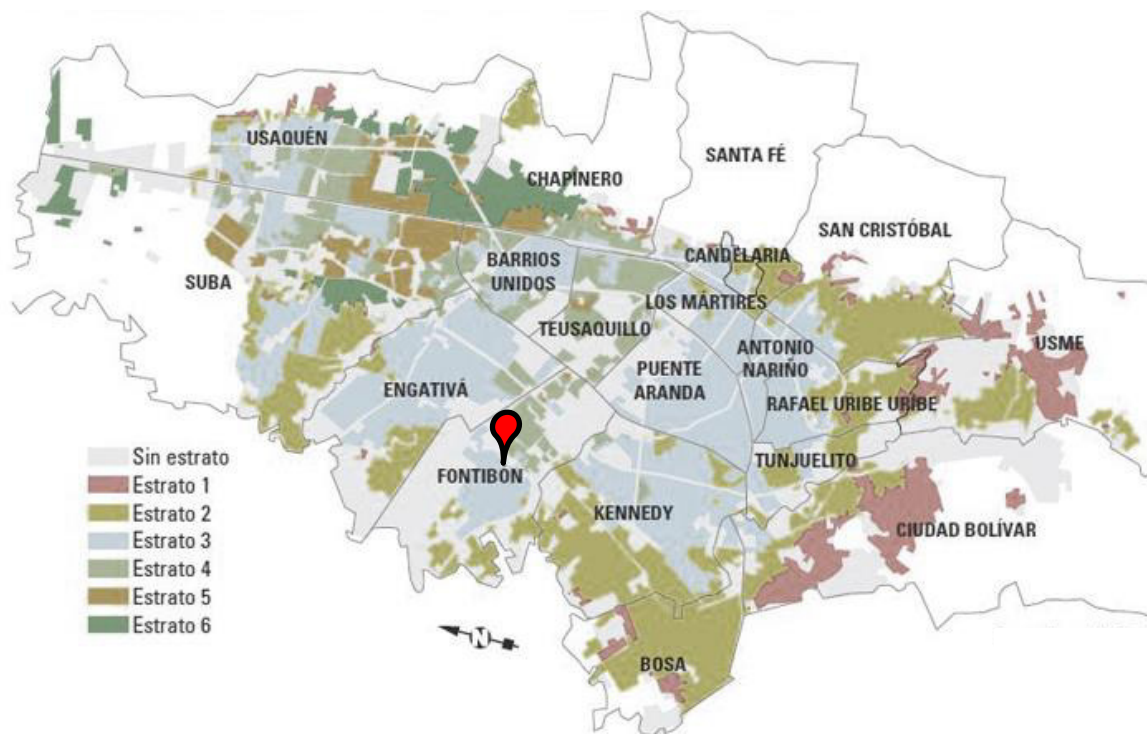 USAQUÉN
SANTA FÉ
CHAPINERO
SAN CRISTÓBAL
CANDELARIA
BARRIOS
UNIDOS
SUBA
LOS MÁRTIRES
TEUSAQUILLO
USME
ANTONIO
NARIÑO
PUENTE
ARANDA
ENGATIVÁ
RAFAEL URIBE URIBE
TUNJUELITO
FONTIBÓN
KENNEDY
CIUDAD BOLÍVAR
BOSA
Sin estrato
Estrato 1
Estrato 2
Estrato 3
Estrato 4
Estrato 5
Estrato 6
N